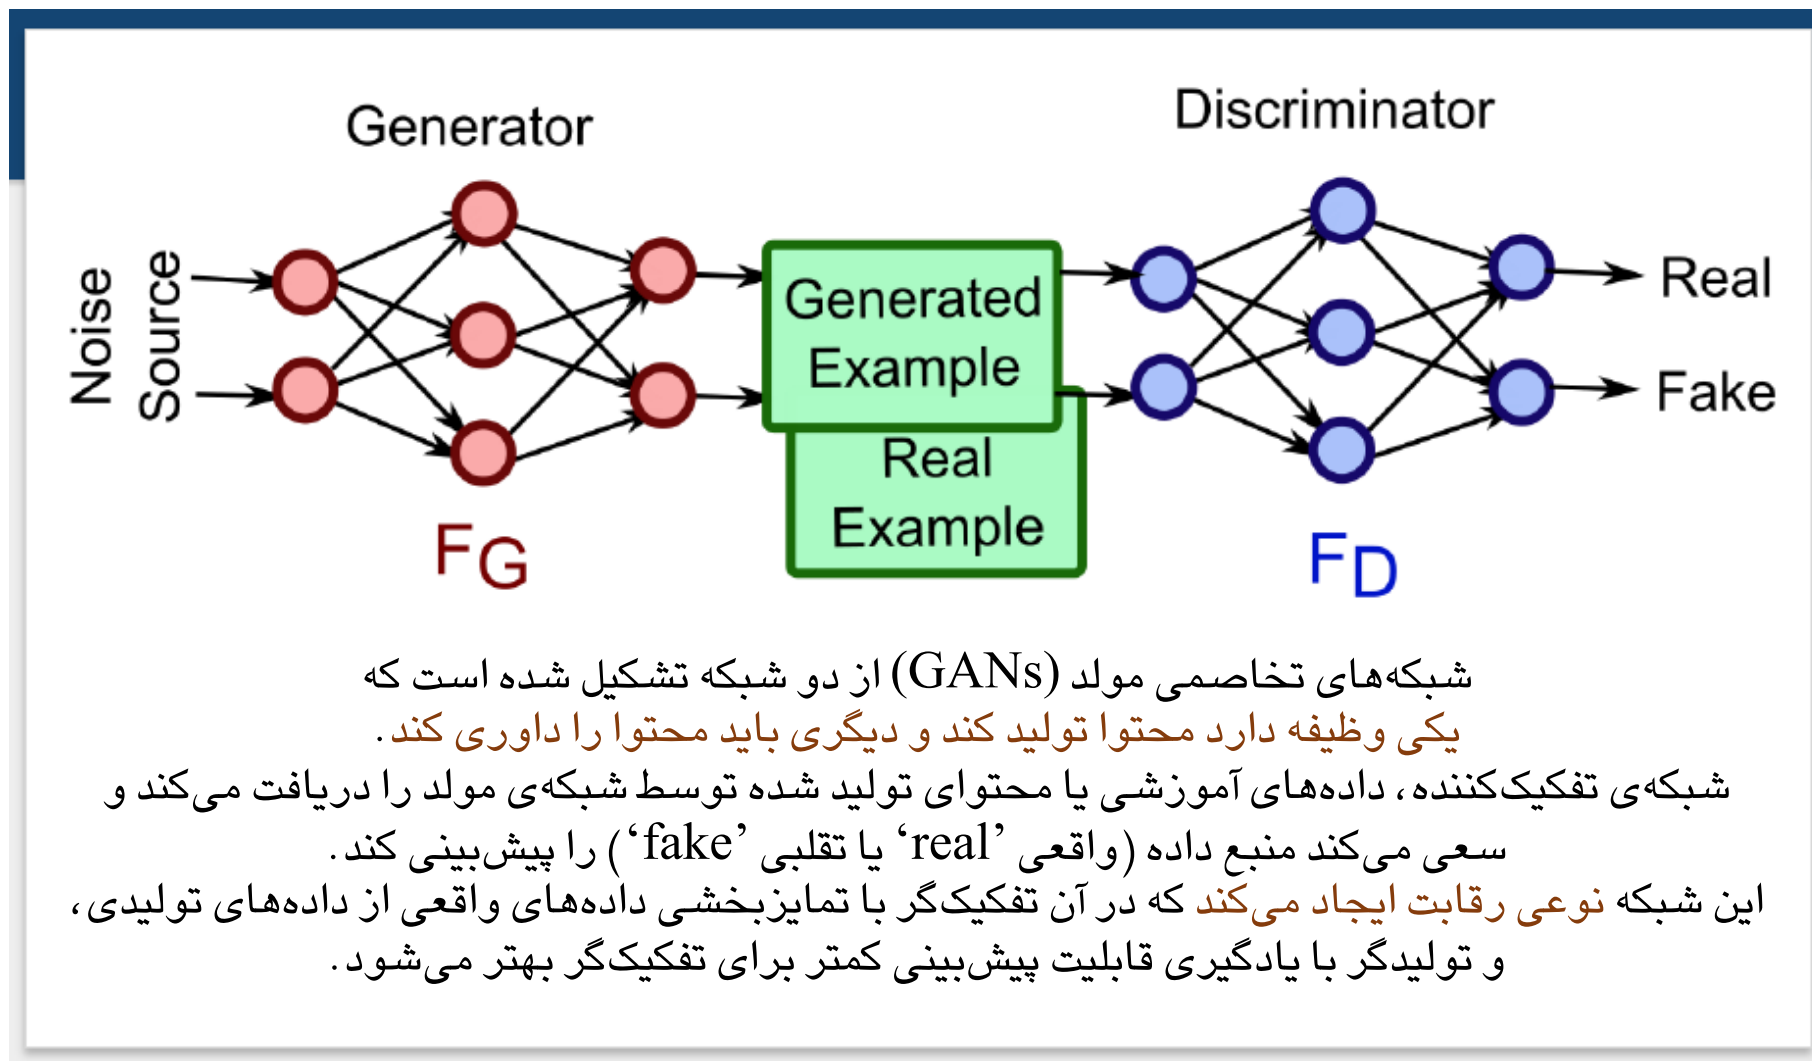 Generator
Discriminator
Noise
Source
Generated
Example
Real
Example
Real
Fake
FG
FD
شبکه‌های تخاصمی مولد (GANs) از دو شبکه تشکیل شده است که
یکی وظیفه دارد محتوا تولید کند و دیگری باید محتوا را داوری کند.
شبکه‌ی تفکیک‌کننده، داده‌های آموزشی یا محتوای تولید شده توسط شبکه‌ی مولد را دریافت می‌کند و
سعی می‌کند منبع داده (واقعی ‘real’ یا تقلبی ‘fake’) را پیش‌بینی کند.
این شبکه نوعی رقابت ایجاد می‌کند که در آن تفکیک‌گر با تمایزبخشی داده‌های واقعی از داده‌های تولیدی،
و تولیدگر با یادگیری قابلیت پیش‌بینی کمتر برای تفکیک‌گر بهتر می‌شود.